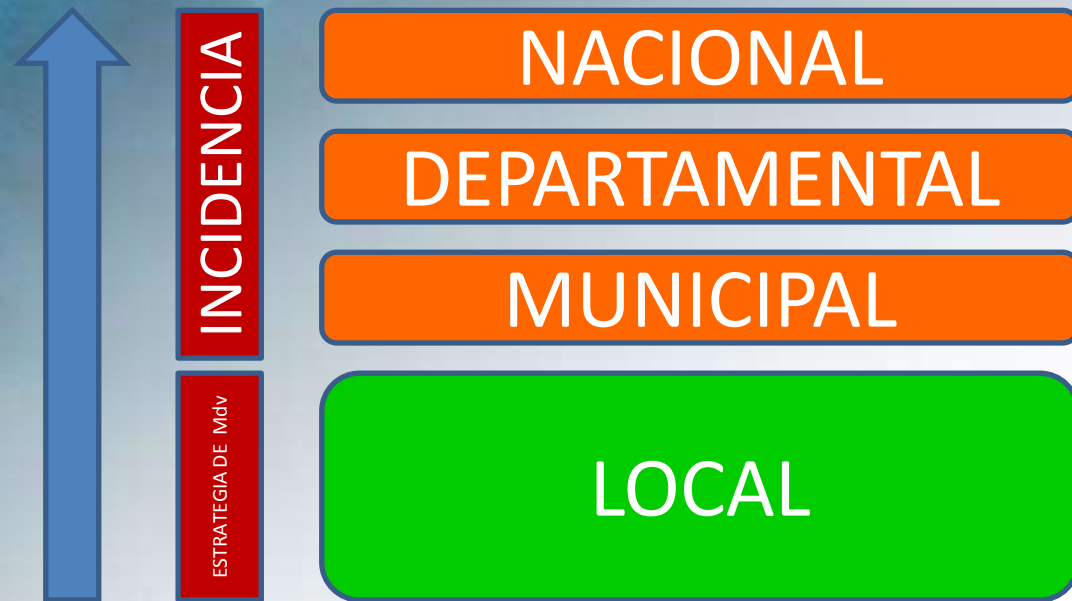 INCIDENCIA
NACIONAL
DEPARTAMENTAL
MUNICIPAL
ESTRATEGIA DE Mdv
LOCAL